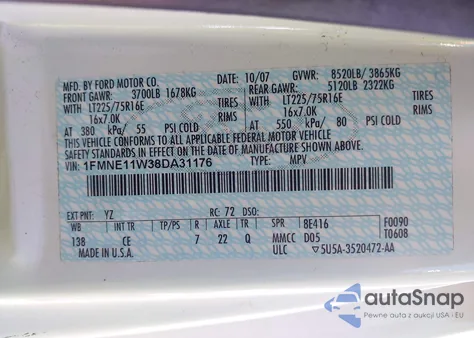 MFD. BY FORD MOTOR CO. 10/07 GVWR: 8520LB/ 3865KG
FRONT GAWR: 3700LB 1678KG REAR GAWR: 5120LB 2322KG
WITH LT225/75R16E TIRES WITH LT225/75R16E TIRES
16x7.0K RIMS 16x7.0K RIMS
AT 380 kPa/ 55 PSI COLD AT 550 kPa/ 80 PSI COLD
THIS VEHICLE CONFORMS TO ALL APPLICABLE FEDERAL MOTOR VEHICLE
SAFETY STANDARDS IN EFFECT ON THE DATE OF MANUFACTURE SHOWN ABOVE.
VIN: 1FMNE11W38DA31176 TYPE: MPV
EXT PNT: YZ RC: 72 DSO:
WB INT TR TP/PS R AXLE TR SPR 8E416 F0090
138 CE 7 22 Q MMCC D05 T0608
MADE IN U.S.A. ULC ▽5U5A-3520472-AA
autaSnap
Pewne auta z aukcji USA i EU